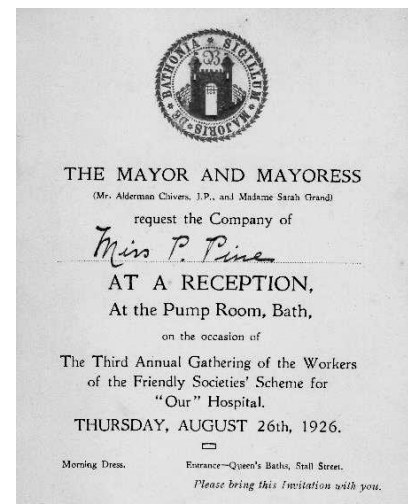 SIGILLUM MAJORIS DE BATHONIA
THE MAYOR AND MAYORESS
(Mr. Alderman Chivers, J.P., and Madame Sarah Grand)
request the Company of
Miss P. Pine
AT A RECEPTION,
At the Pump Room, Bath,
on the occasion of
The Third Annual Gathering of the Workers
of the Friendly Societies' Scheme for
"Our" Hospital.
THURSDAY, AUGUST 26th, 1926.
Morning Dress. Entrance—Queen's Baths, Stall Street.
Please bring this Invitation with you.